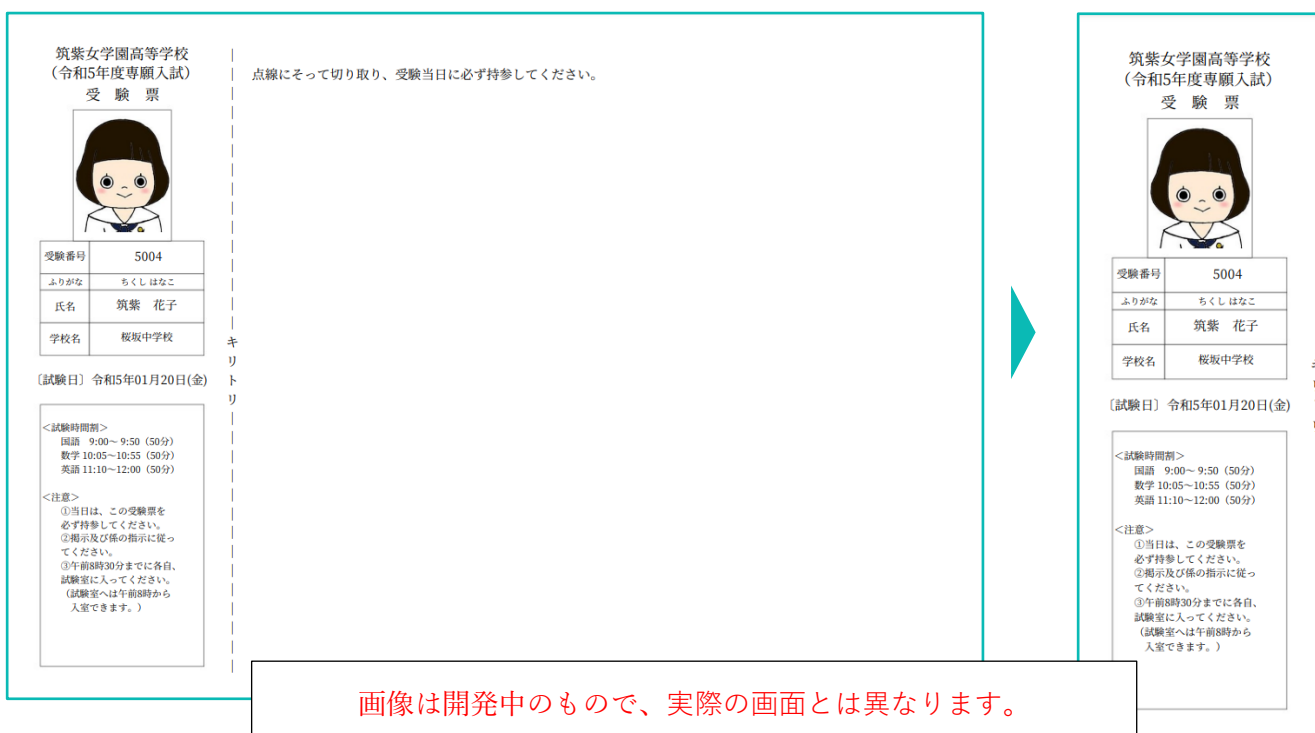 筑紫女学園高等学校
（令和5年度専願入試）
受 験 票
受験番号 5004
ふりがな ちくし はなこ
氏名 筑紫 花子
学校名 桜坂中学校
〔試験日〕令和5年01月20日(金)
＜試験時間割＞
国語 9:00～ 9:50（50分）
数学 10:05～10:55（50分）
英語 11:10～12:00（50分）
＜注意＞
①当日は、この受験票を
必ず持参してください。
②掲示及び係の指示に従っ
てください。
③午前8時30分までに各自、
試験室に入ってください。
（試験室へは午前8時から
入室できます。）
キリトリ
点線にそって切り取り、受験当日に必ず持参してください。
筑紫女学園高等学校
（令和5年度専願入試）
受 験 票
受験番号 5004
ふりがな ちくし はなこ
氏名 筑紫 花子
学校名 桜坂中学校
〔試験日〕令和5年01月20日(金)
＜試験時間割＞
国語 9:00～ 9:50（50分）
数学 10:05～10:55（50分）
英語 11:10～12:00（50分）
＜注意＞
①当日は、この受験票を
必ず持参してください。
②掲示及び係の指示に従っ
てください。
③午前8時30分までに各自、
試験室に入ってください。
（試験室へは午前8時から
入室できます。）
画像は開発中のもので、実際の画面とは異なります。